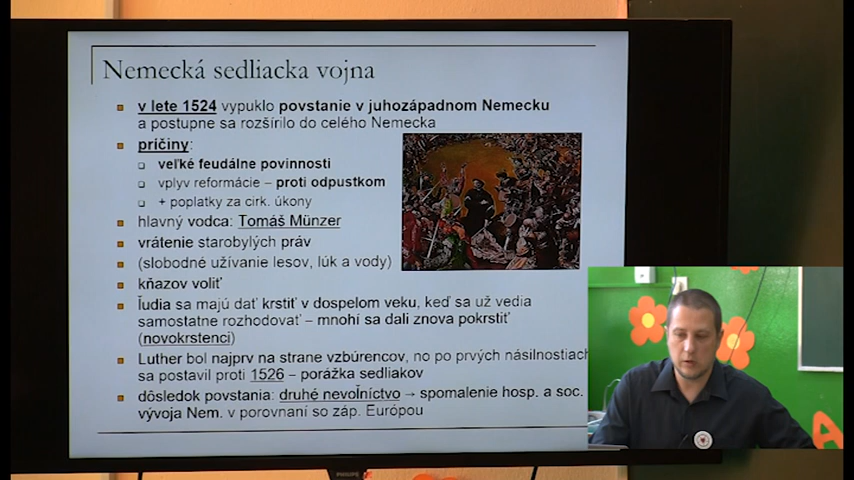 Nemecká sedliacka vojna
v lete 1524 vypuklo povstanie v juhozápadnom Nemecku
a postupne sa rozšírilo do celého Nemecka
príčiny:
veľké feudálne povinnosti
vplyv reformácie – proti odpustkom
+ poplatky za cirk. úkony
hlavný vodca: Tomáš Münzer
vrátenie starobylých práv
(slobodné užívanie lesov, lúk a vody)
kňazov voliť
ľudia sa majú dať krstiť v dospelom veku, keď sa už vedia
samostatne rozhodovať – mnohí sa dali znova pokrstiť
(novokrstenci)
Luther bol najprv na strane vzbúrencov, no po prvých násilnostiach
sa postavil proti 1526 – porážka sedliakov
dôsledok povstania: druhé nevoľníctvo → spomalenie hosp. a soc.
vývoja Nem. v porovnaní so záp. Európou
PHILIPS
A